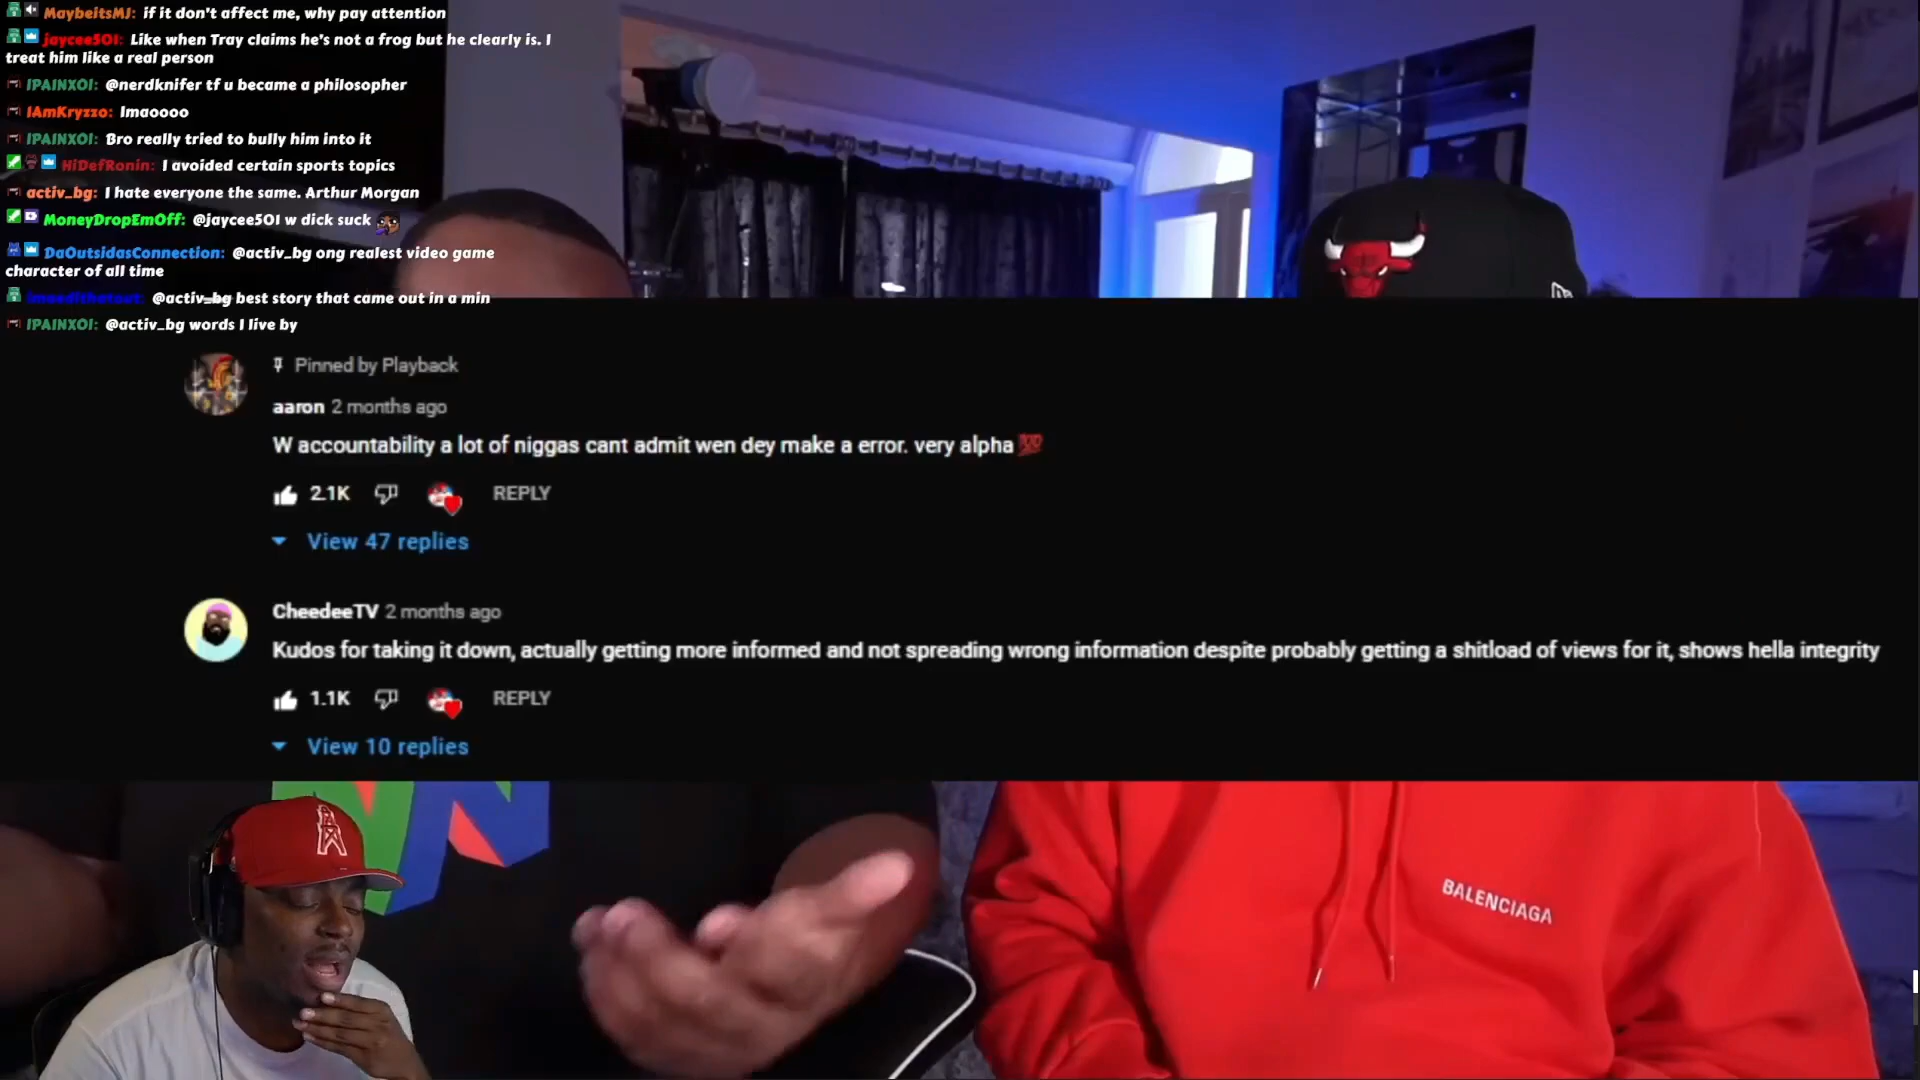 MaybeitsMJ: if it don't affect me, why pay attention
jaycee501: Like when Tray claims he's not a frog but he clearly is. I
treat him like a real person
IPAINXOI: @nerdknifer tf u became a philosopher
IAmKryzzo: lmaoooo
IPAINXOI: Bro really tried to bully him into it
HiDefRonin: I avoided certain sports topics
activ_bg: I hate everyone the same. Arthur Morgan
MoneyDropEmOff: @jaycee501 w dick suck
DaOutsidasConnection: @activ_bg ong realest video game
character of all time
@activ_bg best story that came out in a min
IPAINXOI: @activ_bg words I live by
Pinned by Playback
aaron 2 months ago
W accountability a lot of niggas cant admit wen dey make a error. very alpha💯
2.1K REPLY
View 47 replies
CheedeeTV 2 months ago
Kudos for taking it down, actually getting more informed and not spreading wrong information despite probably getting a shitload of views for it, shows hella integrity
1.1K REPLY
View 10 replies
BALENCIAGA